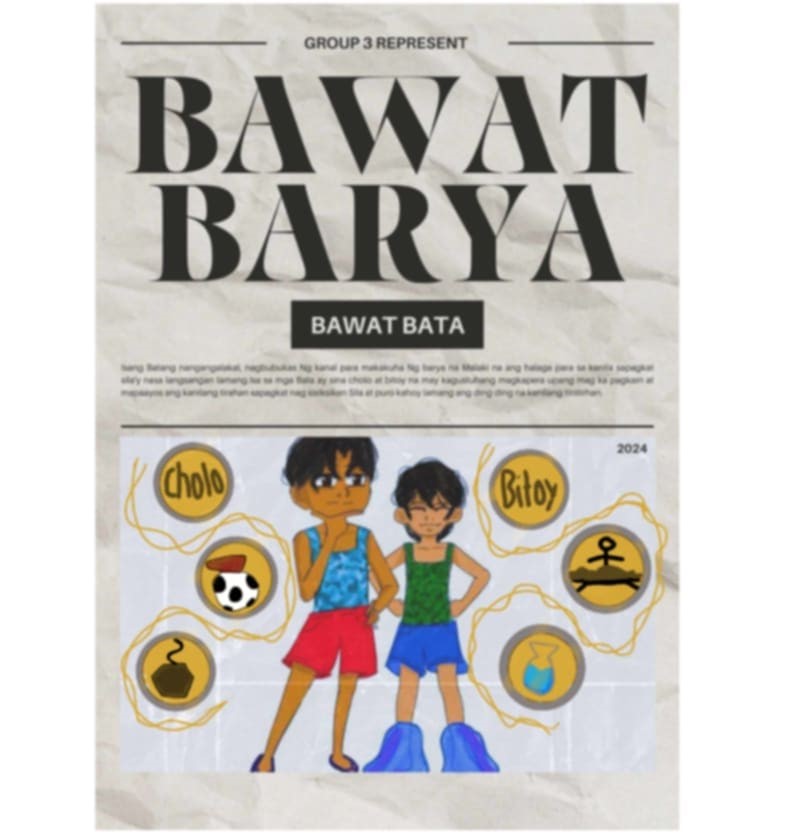 GROUP 3 REPRESENT
BAWAT
BARYA
BAWAT BATA
Isang Batang nangangalakal, nagbubukas Ng kanal para makakuha Ng barya na Malaki na ang halaga para sa kanila sapagkat
sila'y nasa langsangan lamang.Isa sa mga Bata ay sina cholo at bitoy na may kagustuhang magkapera upang mag ka pagkain at
mapaayos ang kanilang tirahan sapagkat nag sisiksikan Sila at puro kahoy lamang ang ding ding na kanilang tinitirhan.
2024
Cholo
Bitoy